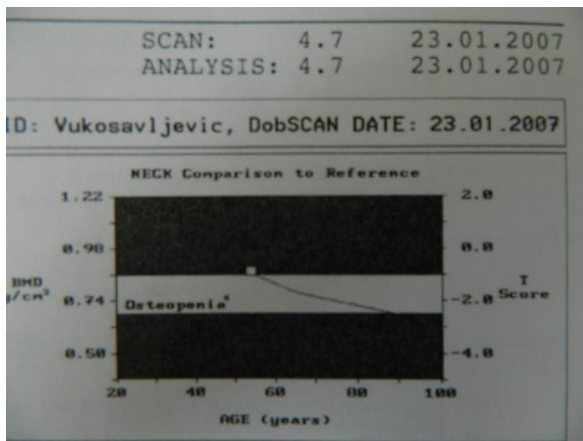 SCAN: 4.7 23.01.2007
ANALYSIS: 4.7 23.01.2007
ID: Vukosavljevic, DobSCAN DATE: 23.01.2007
NECK Comparison to Reference
1.22 2.0
0.98 0.0
BMD T
g/cm² 0.74 Osteopenia -2.0 Score
0.50 -4.0
20 40 60 80 100
AGE (years)